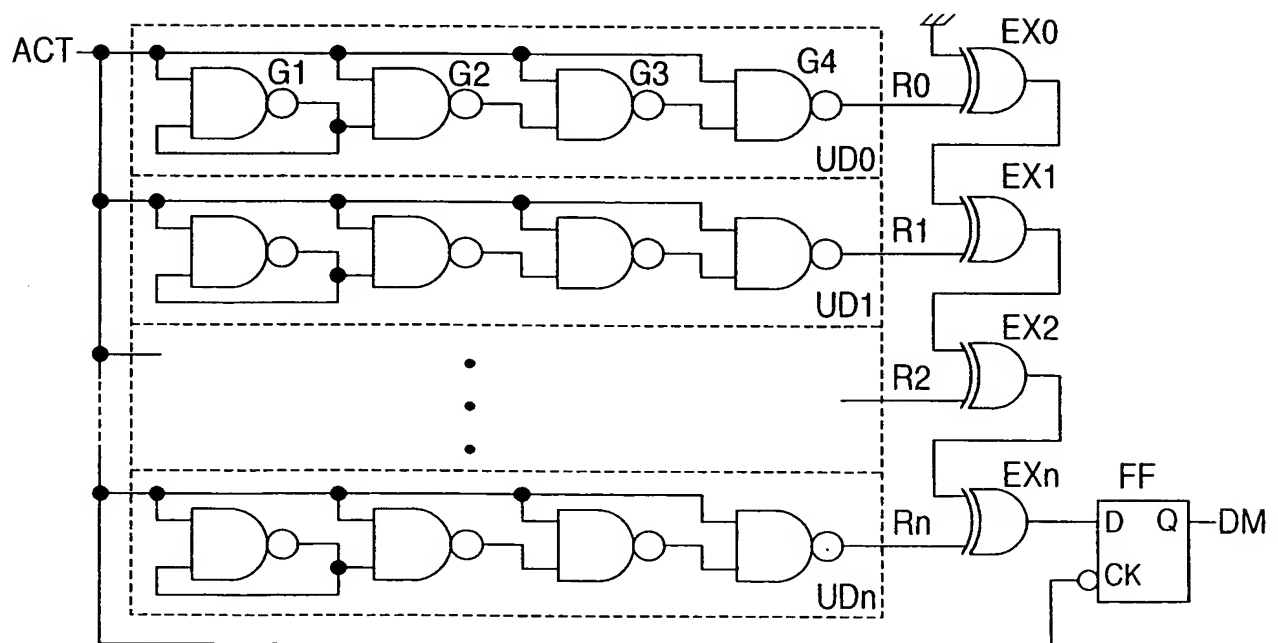 ACT
G1
G2
G3
G4
R0
EX0
UD0
R1
EX1
UD1
R2
EX2
Rn
EXn
UDn
FF
D Q
CK
DM